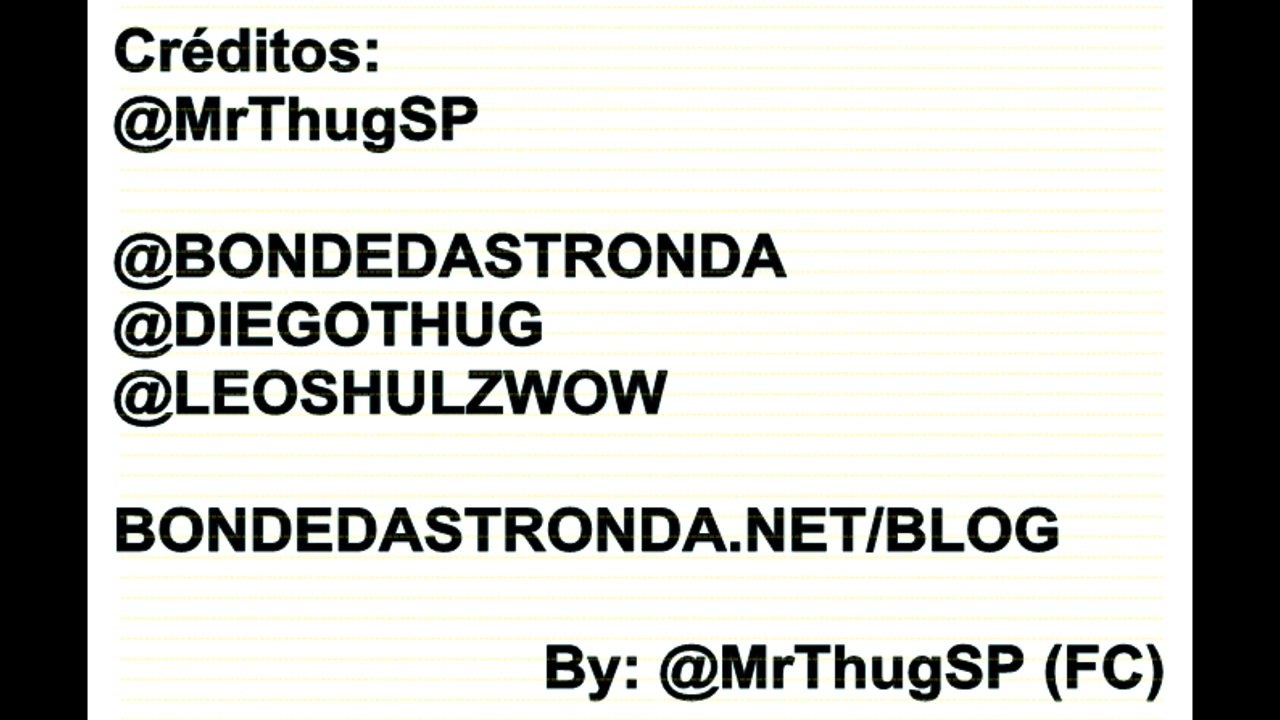 Créditos:
@MrThugSP
@BONDEDASTRONDA
@DIEGOTHUG
@LEOSHULZWOW
BONDEDASTRONDA.NET/BLOG
By: @MrThugSP (FC)